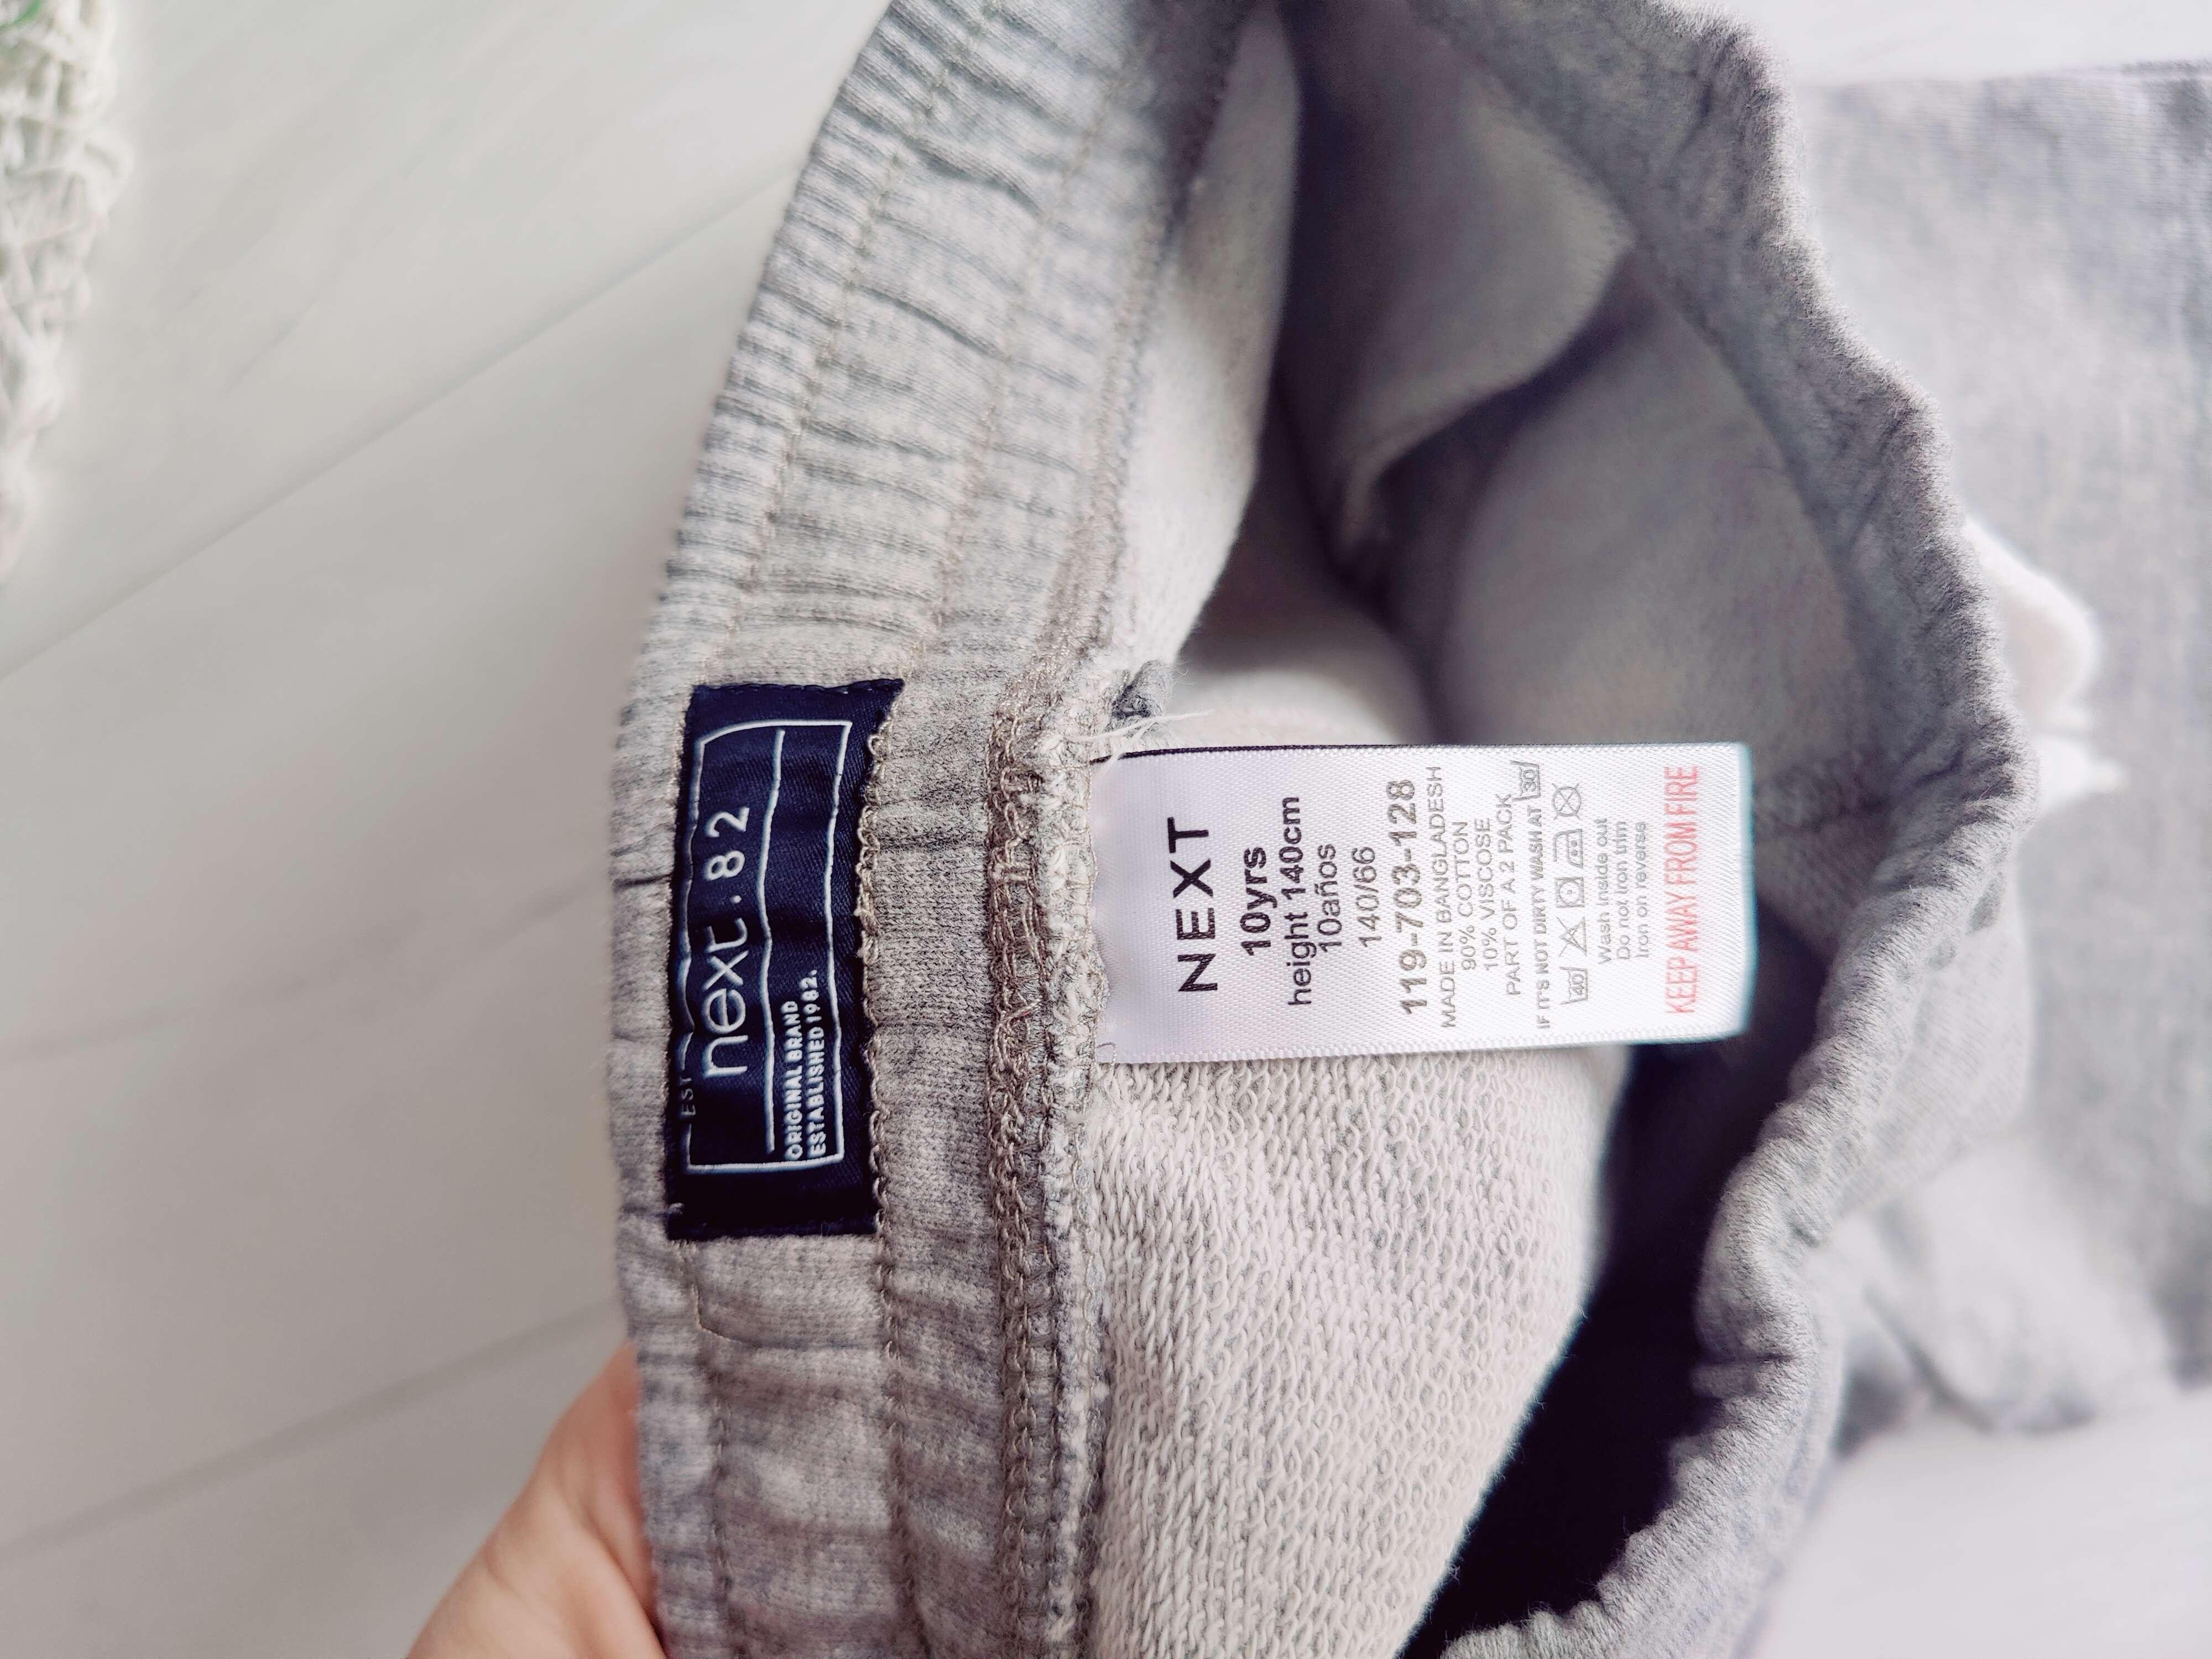 EST
next.82
ORIGINAL BRAND
ESTABLISHED 1982.
NEXT
10yrs
height 140cm
10años
140/66
119-703-128
MADE IN BANGLADESH
90% COTTON
10% VISCOSE
PART OF A 2 PACK
IF IT'S NOT DIRTY WASH AT 30
40
Wash inside out
Do not iron trim
Iron on reverse
KEEP AWAY FROM FIRE